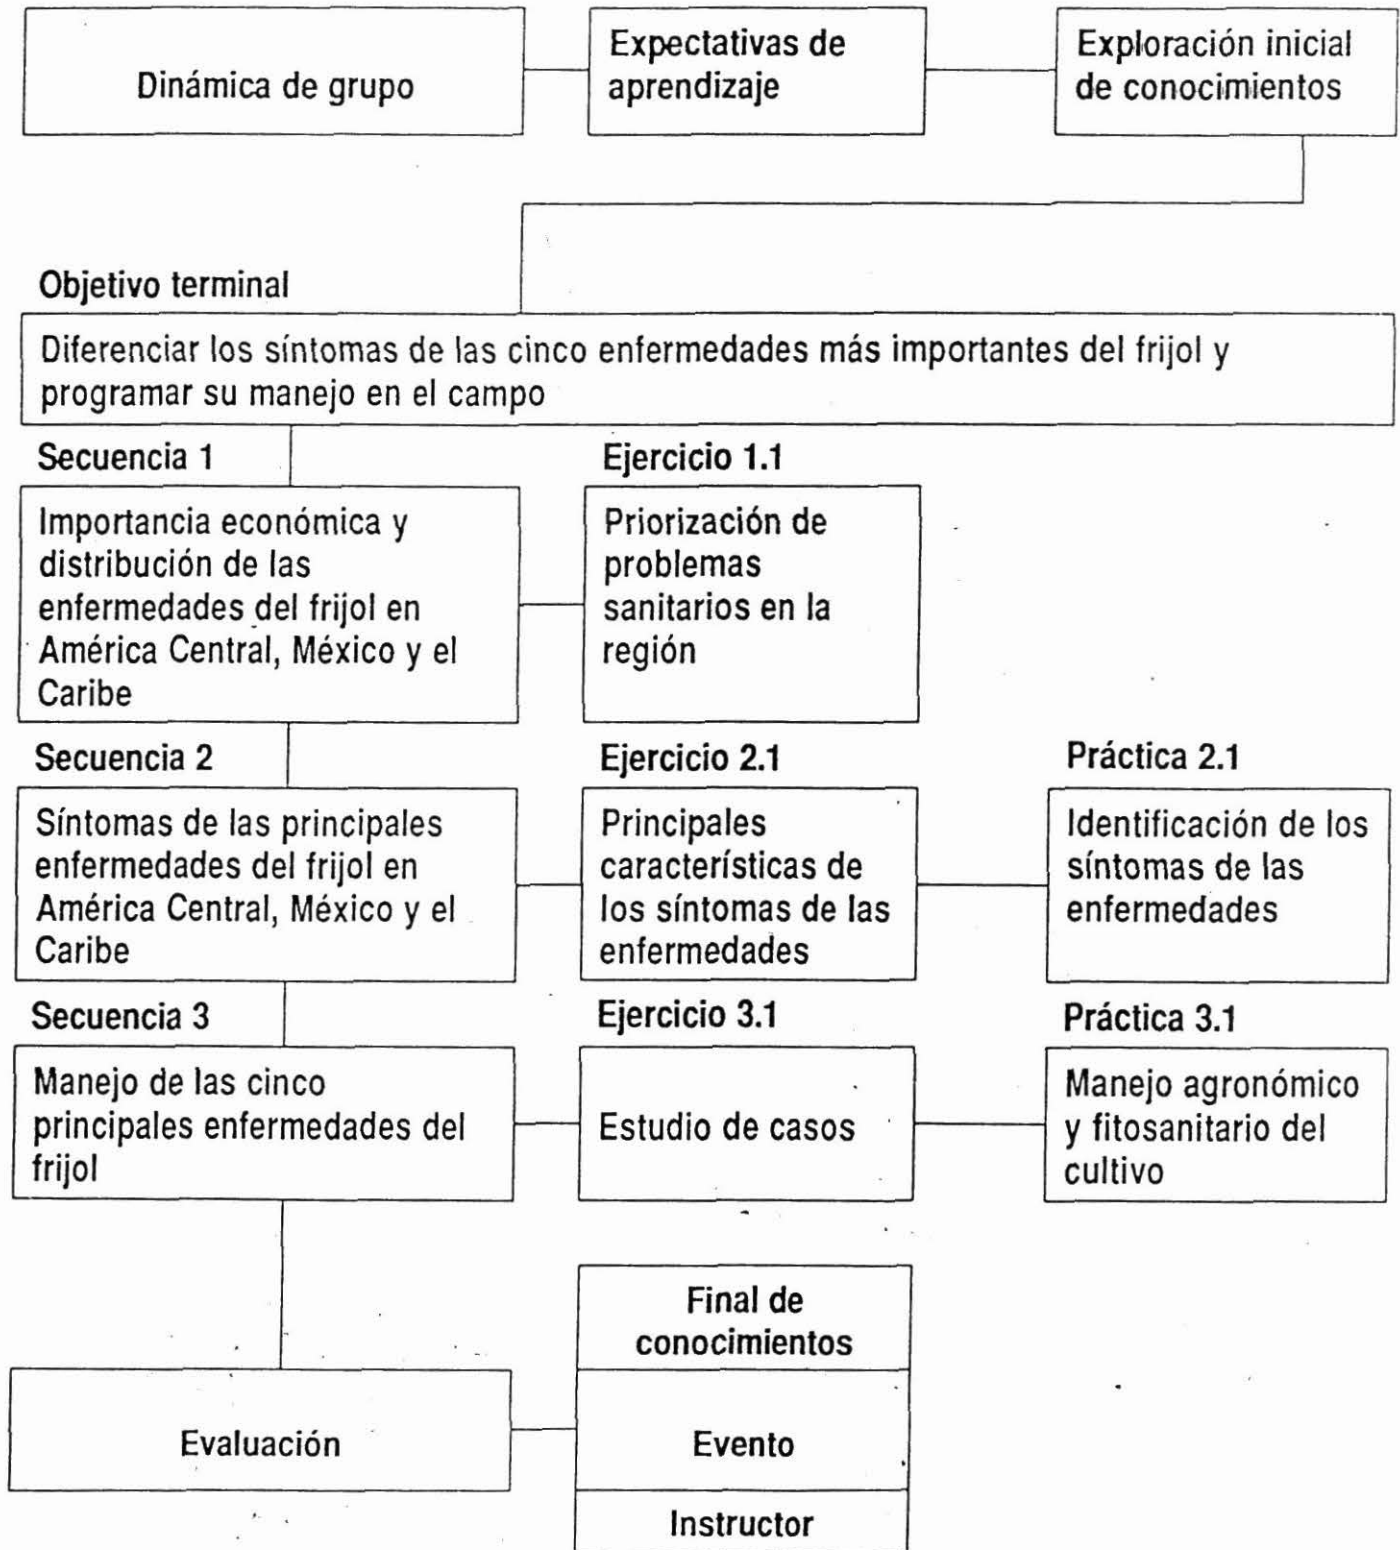 Dinámica de grupo
Expectativas de
aprendizaje
Exploración inicial
de conocimientos
Objetivo terminal
Diferenciar los síntomas de las cinco enfermedades más importantes del frijol y
programar su manejo en el campo
Secuencia 1
Importancia económica y
distribución de las
enfermedades del frijol en
América Central, México y el
Caribe
Ejercicio 1.1
Priorización de
problemas
sanitarios en la
región
Secuencia 2
Síntomas de las principales
enfermedades del frijol en
América Central, México y el
Caribe
Ejercicio 2.1
Principales
características de
los síntomas de las
enfermedades
Práctica 2.1
Identificación de los
síntomas de las
enfermedades
Secuencia 3
Manejo de las cinco
principales enfermedades del
frijol
Ejercicio 3.1
Estudio de casos
Práctica 3.1
Manejo agronómico
y fitosanitario del
cultivo
Evaluación
Final de
conocimientos
Evento
Instructor